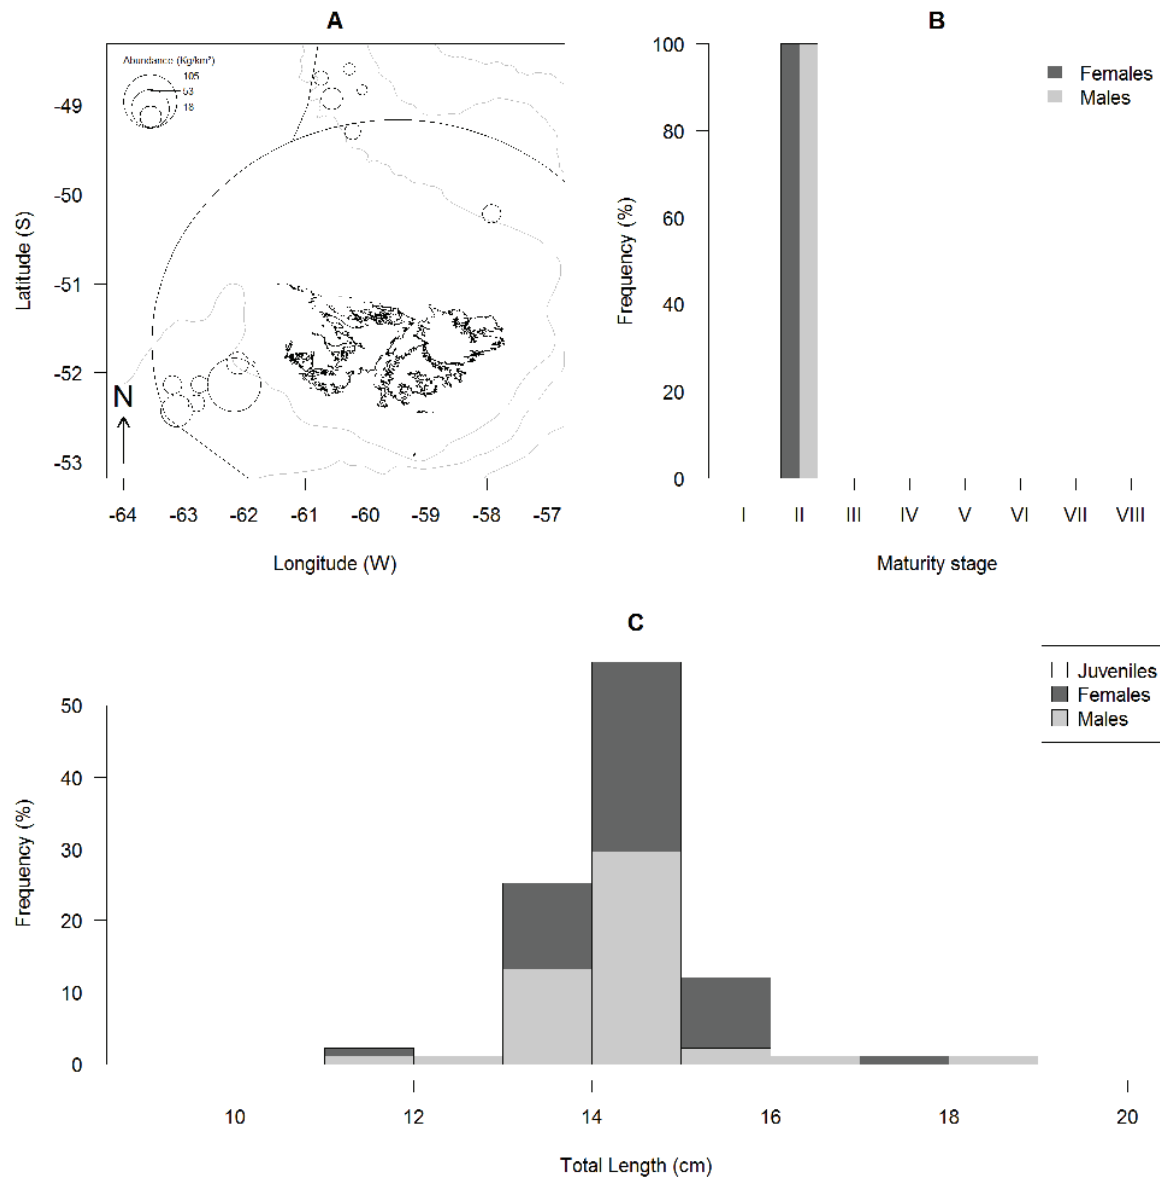 A
Abundance (Kg/km²)
105
53
18
-49
-50
-51
-52
-53
Latitude (S)
N
-64 -63 -62 -61 -60 -59 -58 -57
Longitude (W)
B
Females
Males
100
80
60
40
20
0
Frequency (%)
I II III IV V VI VII VIII
Maturity stage
C
Juveniles
Females
Males
50
40
30
20
10
0
Frequency (%)
10 12 14 16 18 20
Total Length (cm)